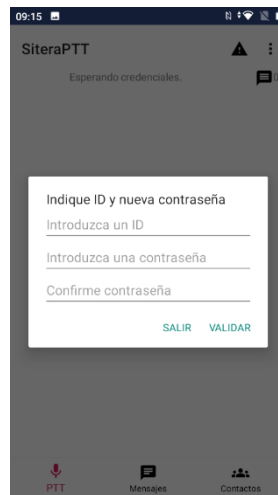 09:15
SiteraPTT
Esperando credenciales.
Indique ID y nueva contraseña
Introduzca un ID
Introduzca una contraseña
Confirme contraseña
SALIR VALIDAR
PTT Mensajes Contactos